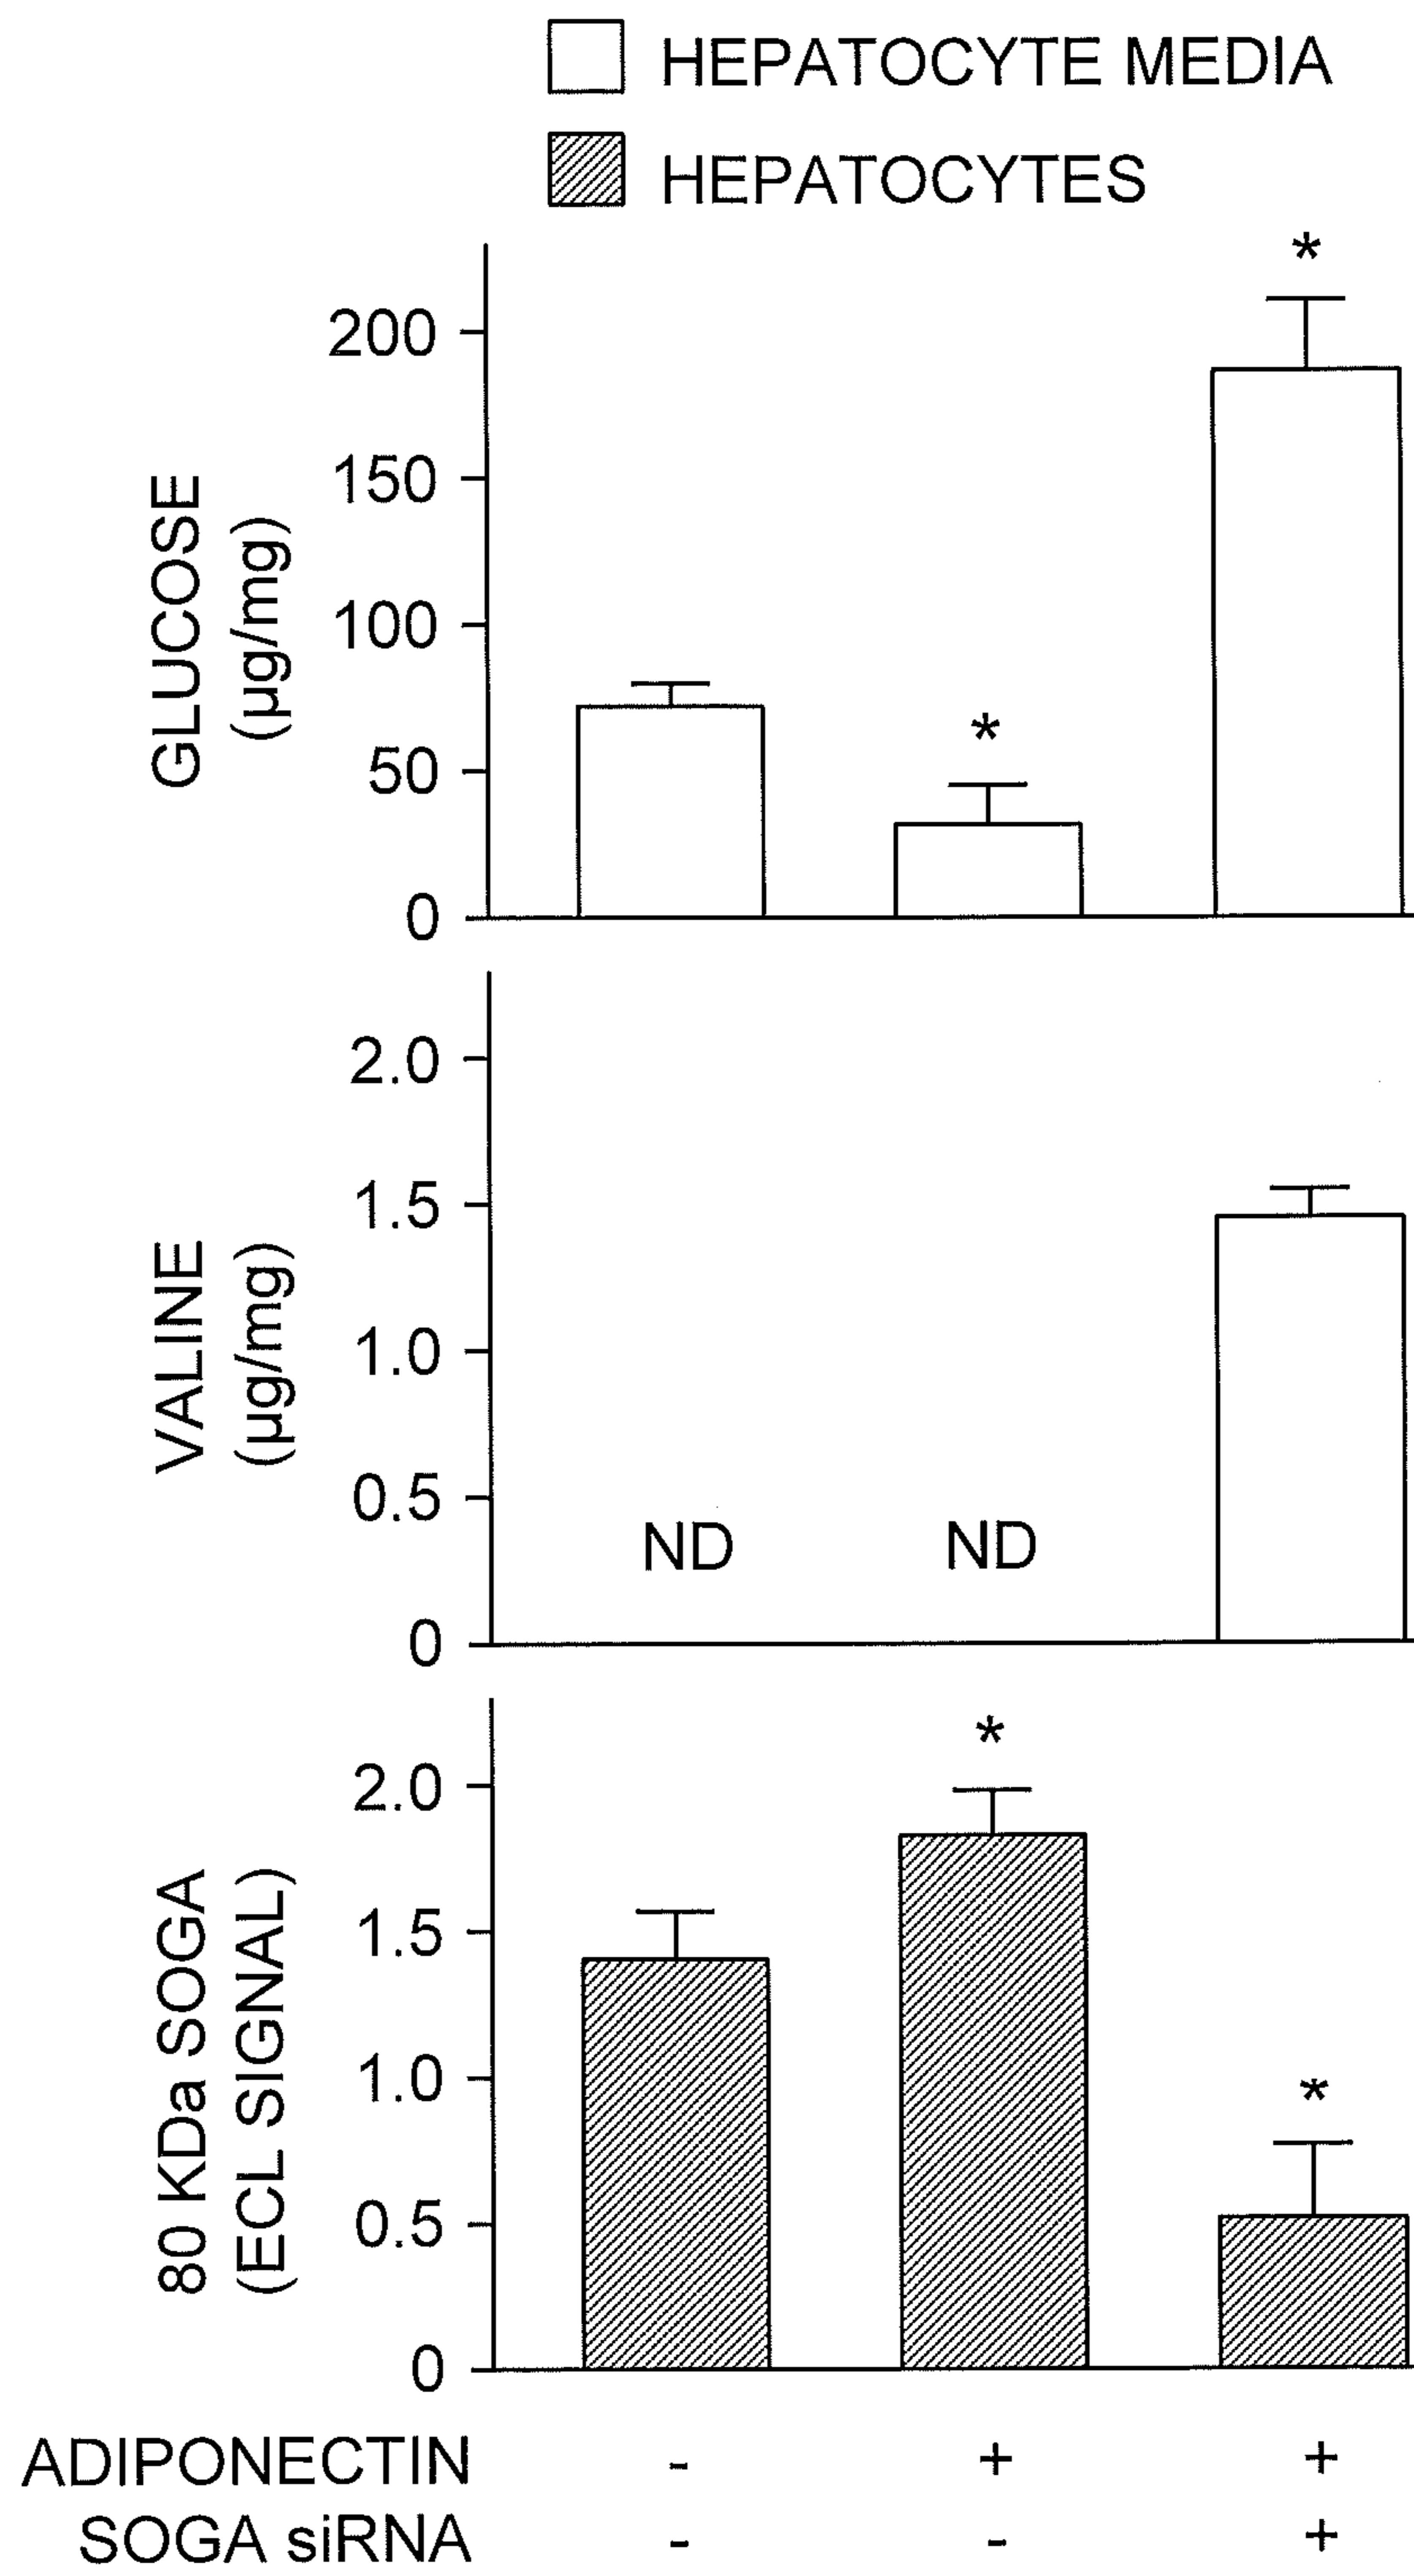 HEPATOCYTE MEDIA
HEPATOCYTES
GLUCOSE
(µg/mg)
200
150
100
50
0
*
*
VALINE
(µg/mg)
2.0
1.5
1.0
0.5
0
ND ND
80 KDa SOGA
(ECL SIGNAL)
2.0
1.5
1.0
0.5
0
*
*
ADIPONECTIN - + +
SOGA siRNA - - +